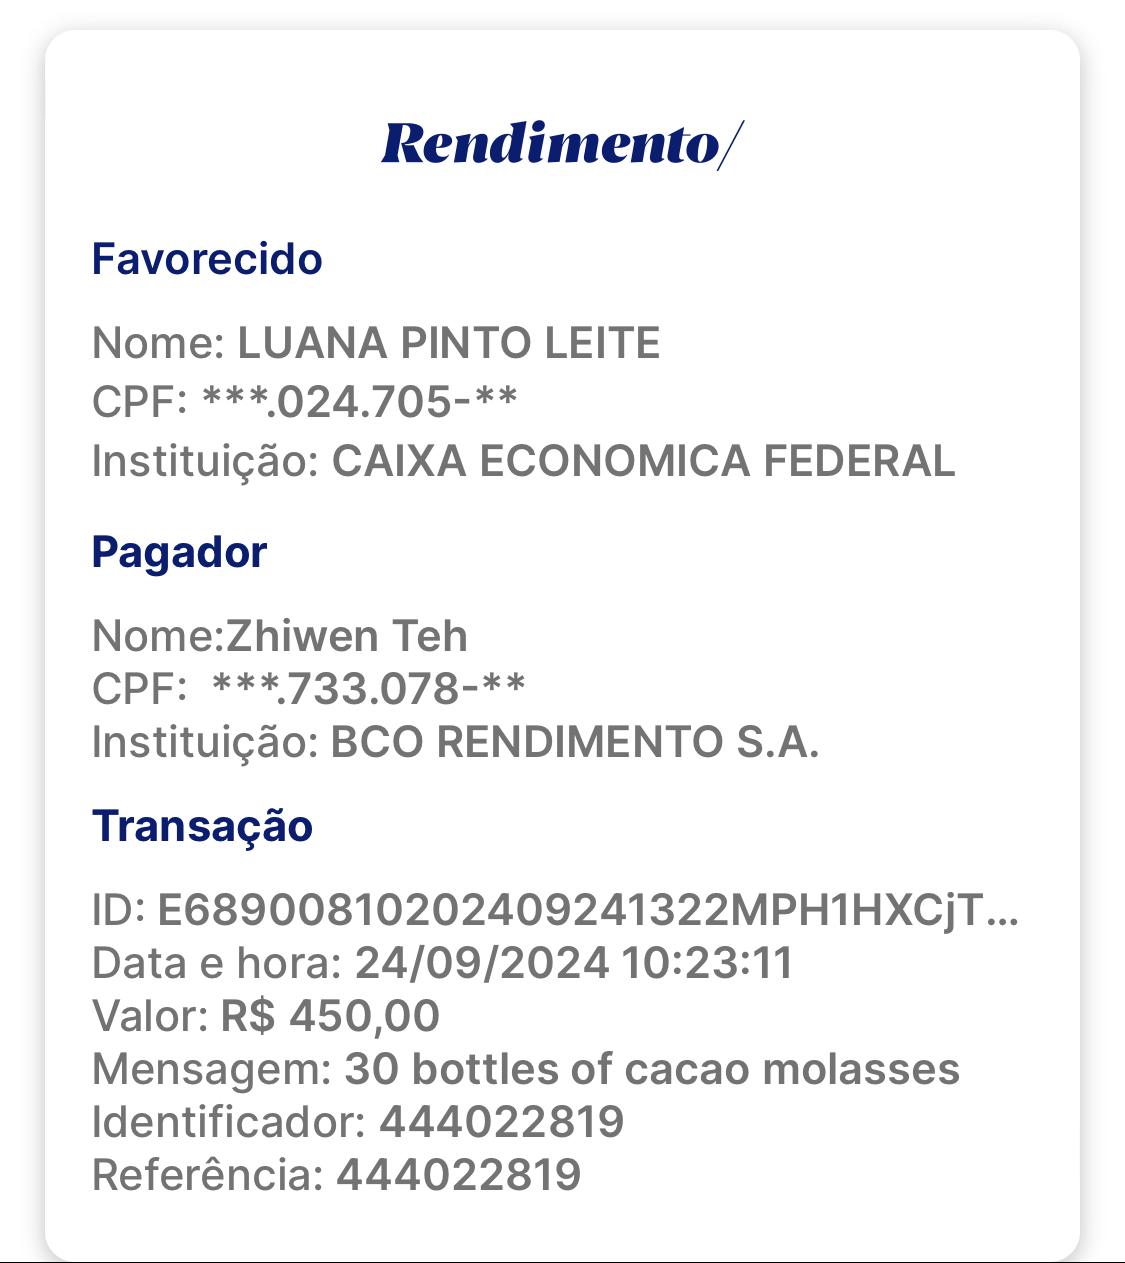 Rendimento/
Favorecido
Nome: LUANA PINTO LEITE
CPF: ***.024.705-**
Instituição: CAIXA ECONOMICA FEDERAL
Pagador
Nome:Zhiwen Teh
CPF: ***.733.078-**
Instituição: BCO RENDIMENTO S.A.
Transação
ID: E68900810202409241322MPH1HXCjT...
Data e hora: 24/09/2024 10:23:11
Valor: R$ 450,00
Mensagem: 30 bottles of cacao molasses
Identificador: 444022819
Referência: 444022819